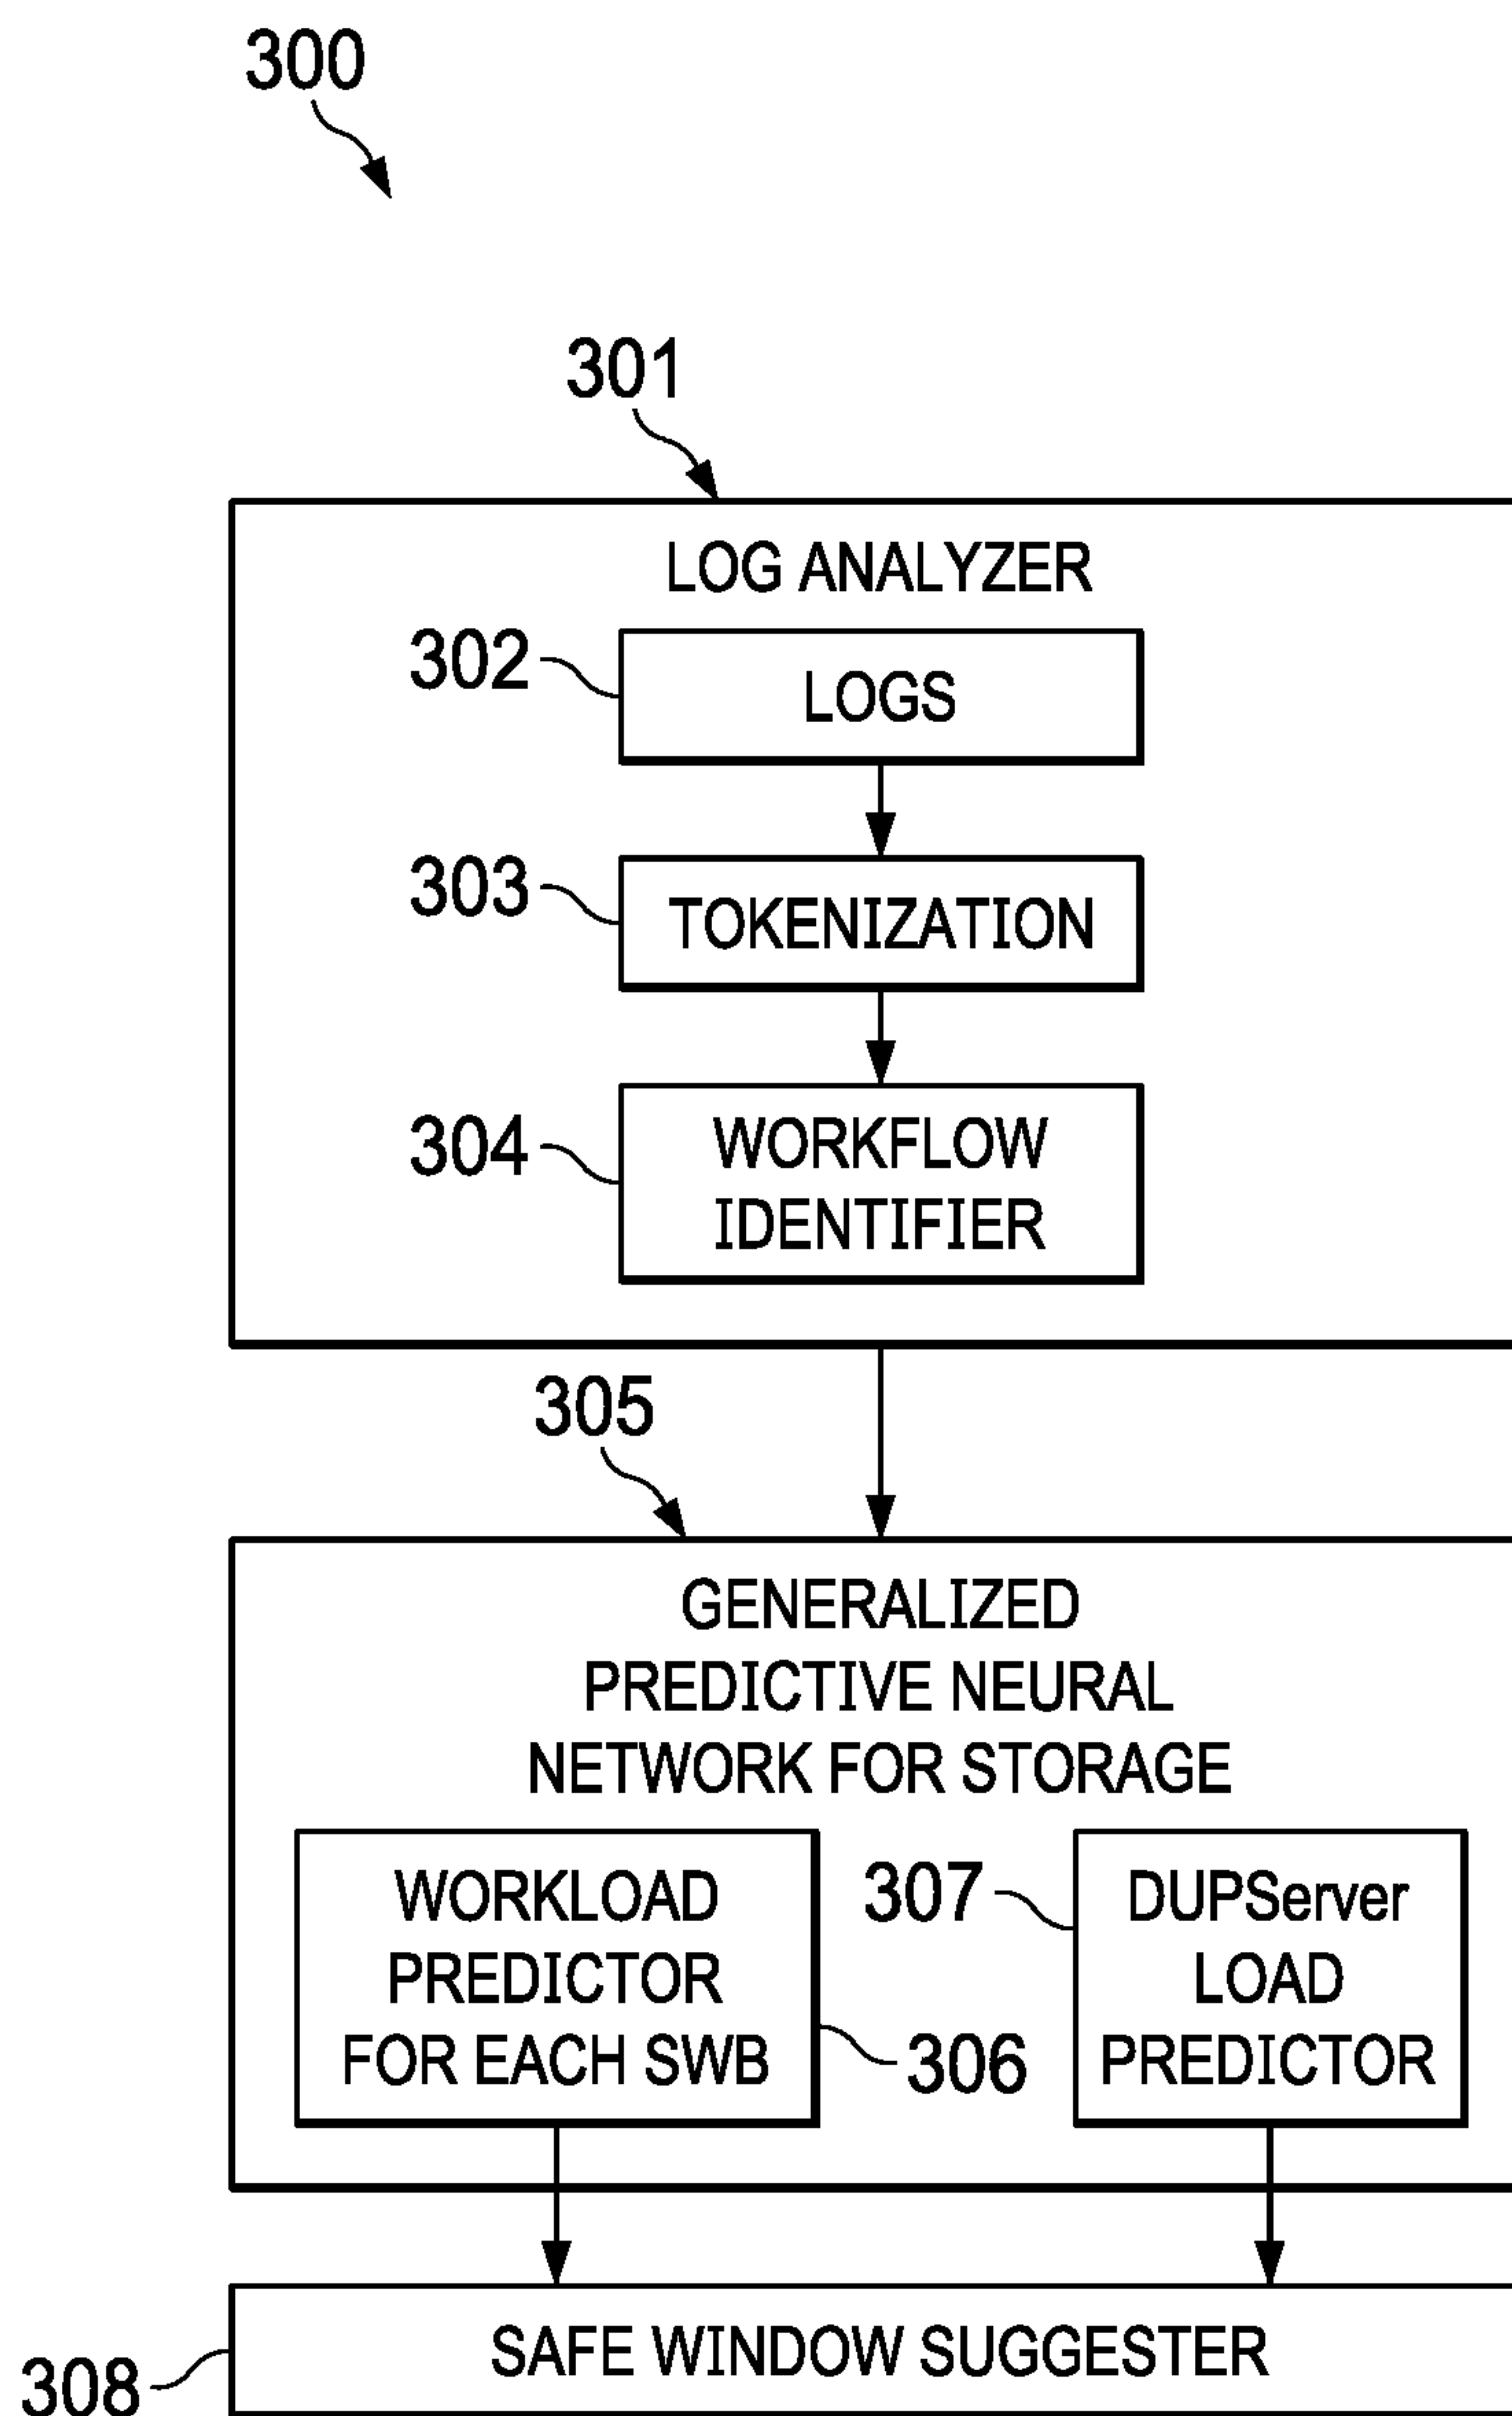 300
301
LOG ANALYZER
302
LOGS
303
TOKENIZATION
304
WORKFLOW
IDENTIFIER
305
GENERALIZED
PREDICTIVE NEURAL
NETWORK FOR STORAGE
WORKLOAD
PREDICTOR
FOR EACH SWB
306
307
DUPServer
LOAD
PREDICTOR
308
SAFE WINDOW SUGGESTER